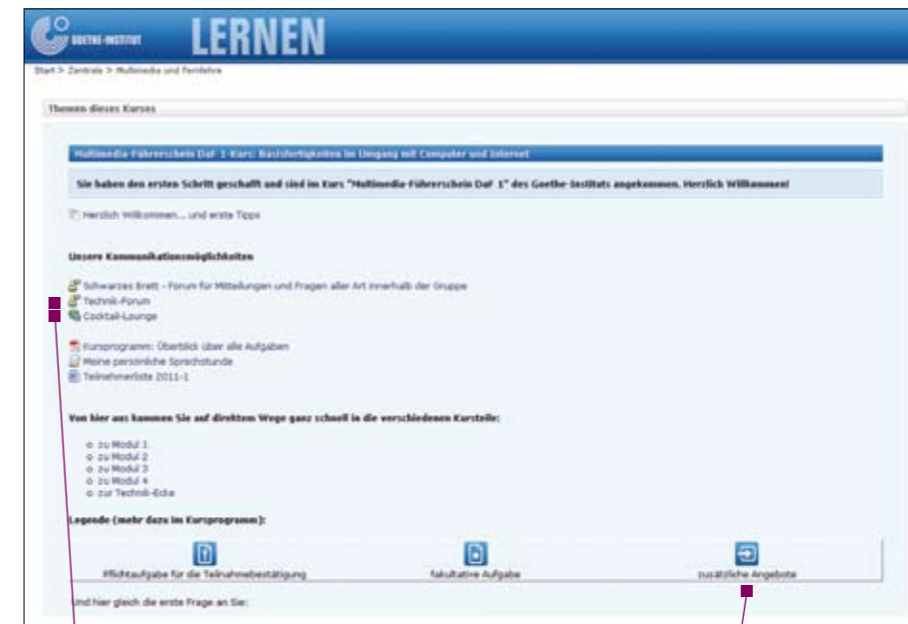 GOETHE-INSTITUT
LERNEN
Start > Zentrale > Multimedia und Fernlehre
Themen dieses Kurses
Multimedia-Führerschein DaF 1-Kurs: Basisfertigkeiten im Umgang mit Computer und Internet
Sie haben den ersten Schritt geschafft und sind im Kurs "Multimedia-Führerschein DaF 1" des Goethe-Instituts angekommen. Herzlich Willkommen!
Herzlich Willkommen... und erste Tipps
Unsere Kommunikationsmöglichkeiten
Schwarzes Brett - Forum für Mitteilungen und Fragen aller Art innerhalb der Gruppe
Technik-Forum
Cocktail-Lounge
Kursprogramm: Überblick über alle Aufgaben
Meine persönliche Sprechstunde
Teilnehmerliste 2011-1
Von hier aus kommen Sie auf direktem Wege ganz schnell in die verschiedenen Kursteile:
zu Modul 1
zu Modul 2
zu Modul 3
zu Modul 4
zur Technik-Ecke
Legende (mehr dazu im Kursprogramm):
Pflichtaufgabe für die Teilnahmebestätigung
fakultative Aufgabe
zusätzliche Angebote
Und hier gleich die erste Frage an Sie: